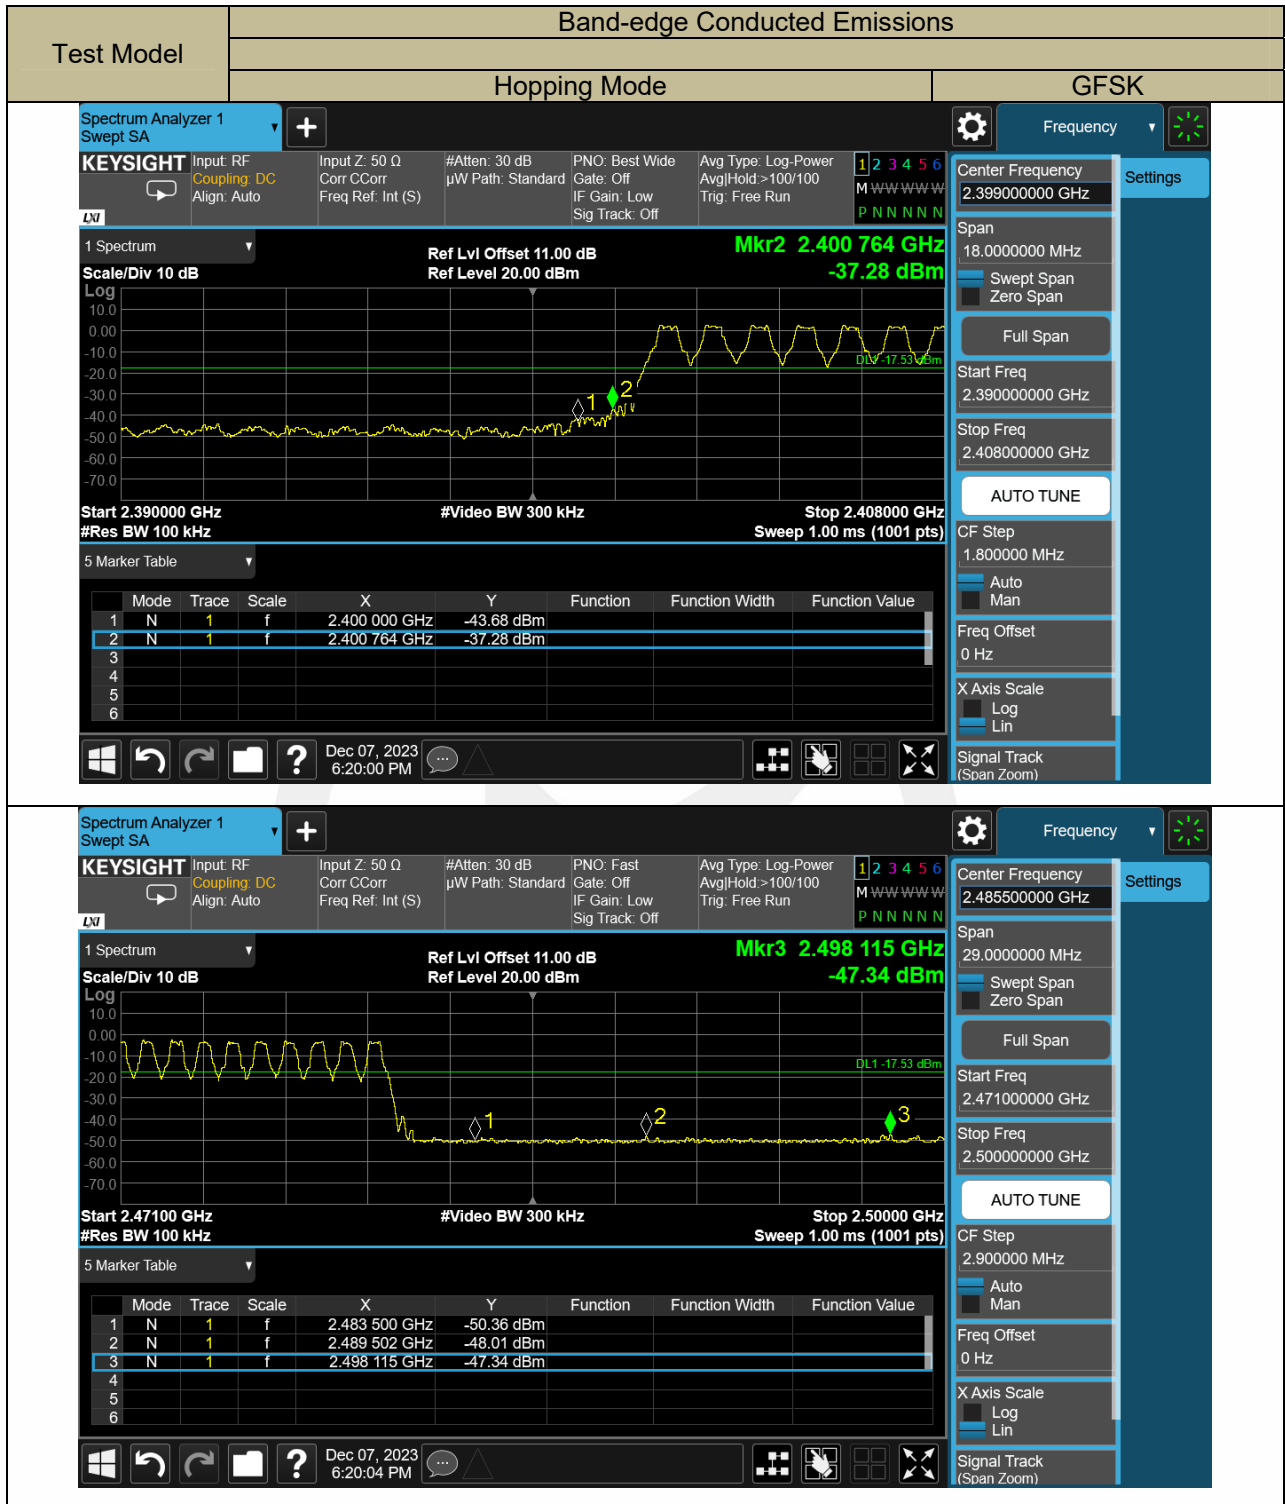 Test Model
Band-edge Conducted Emissions
Hopping Mode
GFSK
Spectrum Analyzer 1
Swept SA
Frequency
KEYSIGHT
LXI
Input: RF
Coupling: DC
Align: Auto
Input Z: 50 Ω
Corr CCorr
Freq Ref: Int (S)
#Atten: 30 dB
µW Path: Standard
PNO: Best Wide
Gate: Off
IF Gain: Low
Sig Track: Off
Avg Type: Log-Power
Avg|Hold:>100/100
Trig: Free Run
1 2 3 4 5 6
M W W W W W
P N N N N N
1 Spectrum
Scale/Div 10 dB
Ref Lvl Offset 11.00 dB
Ref Level 20.00 dBm
Mkr2 2.400 764 GHz
-37.28 dBm
Log
10.0
0.00
-10.0
-20.0
-30.0
-40.0
-50.0
-60.0
-70.0
DL1 -17.53 dBm
1
2
Start 2.390000 GHz
#Res BW 100 kHz
#Video BW 300 kHz
Stop 2.408000 GHz
Sweep 1.00 ms (1001 pts)
5 Marker Table
Mode Trace Scale X Y Function Function Width Function Value
1 N 1 f 2.400 000 GHz -43.68 dBm
2 N 1 f 2.400 764 GHz -37.28 dBm
3
4
5
6
Dec 07, 2023
6:20:00 PM
Center Frequency
2.399000000 GHz
Settings
Span
18.0000000 MHz
Swept Span
Zero Span
Full Span
Start Freq
2.390000000 GHz
Stop Freq
2.408000000 GHz
AUTO TUNE
CF Step
1.800000 MHz
Auto
Man
Freq Offset
0 Hz
X Axis Scale
Log
Lin
Signal Track
(Span Zoom)
Spectrum Analyzer 1
Swept SA
Frequency
KEYSIGHT
LXI
Input: RF
Coupling: DC
Align: Auto
Input Z: 50 Ω
Corr CCorr
Freq Ref: Int (S)
#Atten: 30 dB
µW Path: Standard
PNO: Fast
Gate: Off
IF Gain: Low
Sig Track: Off
Avg Type: Log-Power
Avg|Hold:>100/100
Trig: Free Run
1 2 3 4 5 6
M W W W W W
P N N N N N
1 Spectrum
Scale/Div 10 dB
Ref Lvl Offset 11.00 dB
Ref Level 20.00 dBm
Mkr3 2.498 115 GHz
-47.34 dBm
Log
10.0
0.00
-10.0
-20.0
-30.0
-40.0
-50.0
-60.0
-70.0
DL1 -17.53 dBm
1
2
3
Start 2.47100 GHz
#Res BW 100 kHz
#Video BW 300 kHz
Stop 2.50000 GHz
Sweep 1.00 ms (1001 pts)
5 Marker Table
Mode Trace Scale X Y Function Function Width Function Value
1 N 1 f 2.483 500 GHz -50.36 dBm
2 N 1 f 2.489 502 GHz -48.01 dBm
3 N 1 f 2.498 115 GHz -47.34 dBm
4
5
6
Dec 07, 2023
6:20:04 PM
Center Frequency
2.485500000 GHz
Settings
Span
29.0000000 MHz
Swept Span
Zero Span
Full Span
Start Freq
2.471000000 GHz
Stop Freq
2.500000000 GHz
AUTO TUNE
CF Step
2.900000 MHz
Auto
Man
Freq Offset
0 Hz
X Axis Scale
Log
Lin
Signal Track
(Span Zoom)